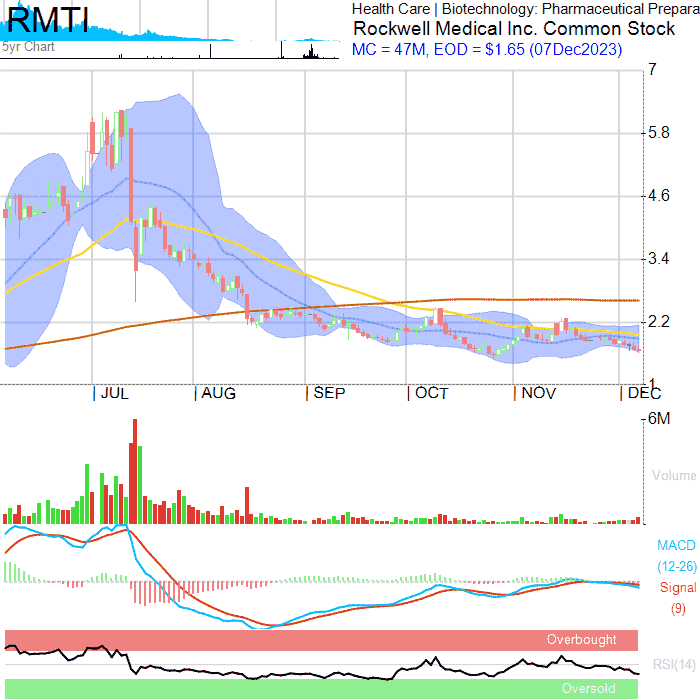 RMTI
5yr Chart
Health Care | Biotechnology: Pharmaceutical Prepara
Rockwell Medical Inc. Common Stock
MC = 47M, EOD = $1.65 (07Dec2023)
7
5.8
4.6
3.4
2.2
1
JUL AUG SEP OCT NOV DEC
6M
Volume
MACD
(12-26)
Signal
(9)
Overbought
RSI(14)
Oversold